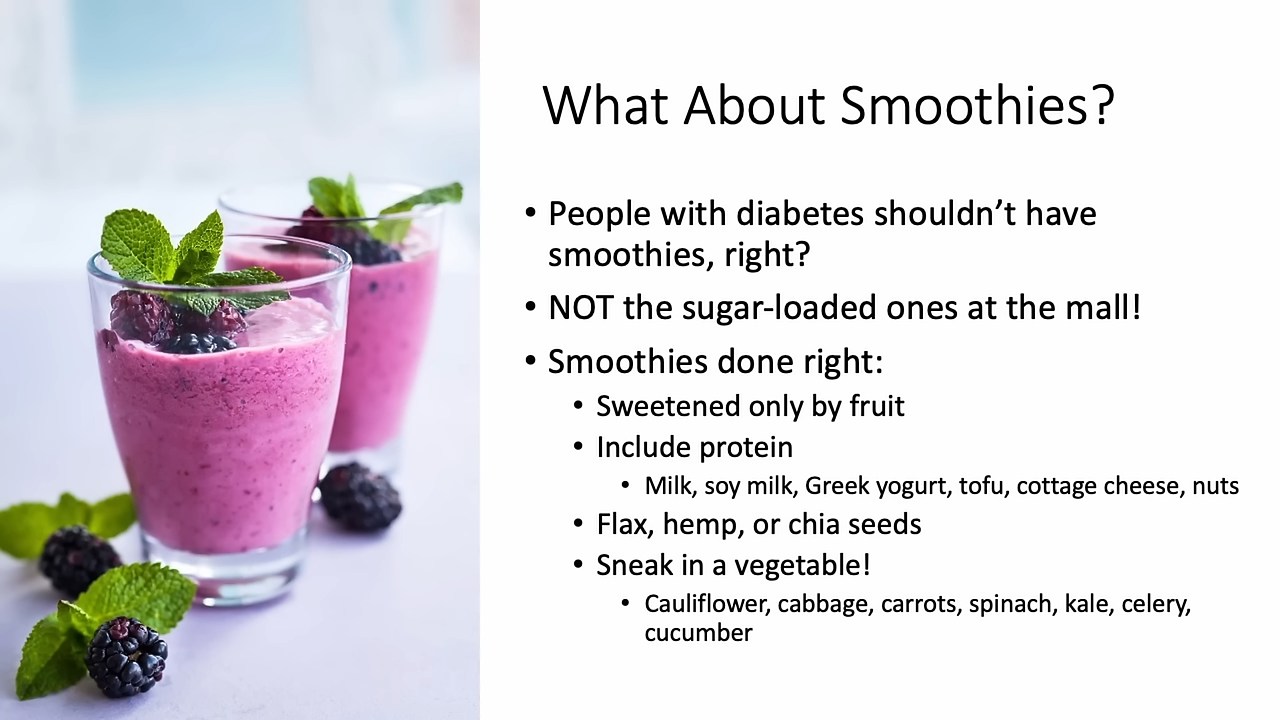 What About Smoothies?
• People with diabetes shouldn’t have
smoothies, right?
• NOT the sugar-loaded ones at the mall!
• Smoothies done right:
• Sweetened only by fruit
• Include protein
• Milk, soy milk, Greek yogurt, tofu, cottage cheese, nuts
• Flax, hemp, or chia seeds
• Sneak in a vegetable!
• Cauliflower, cabbage, carrots, spinach, kale, celery,
cucumber